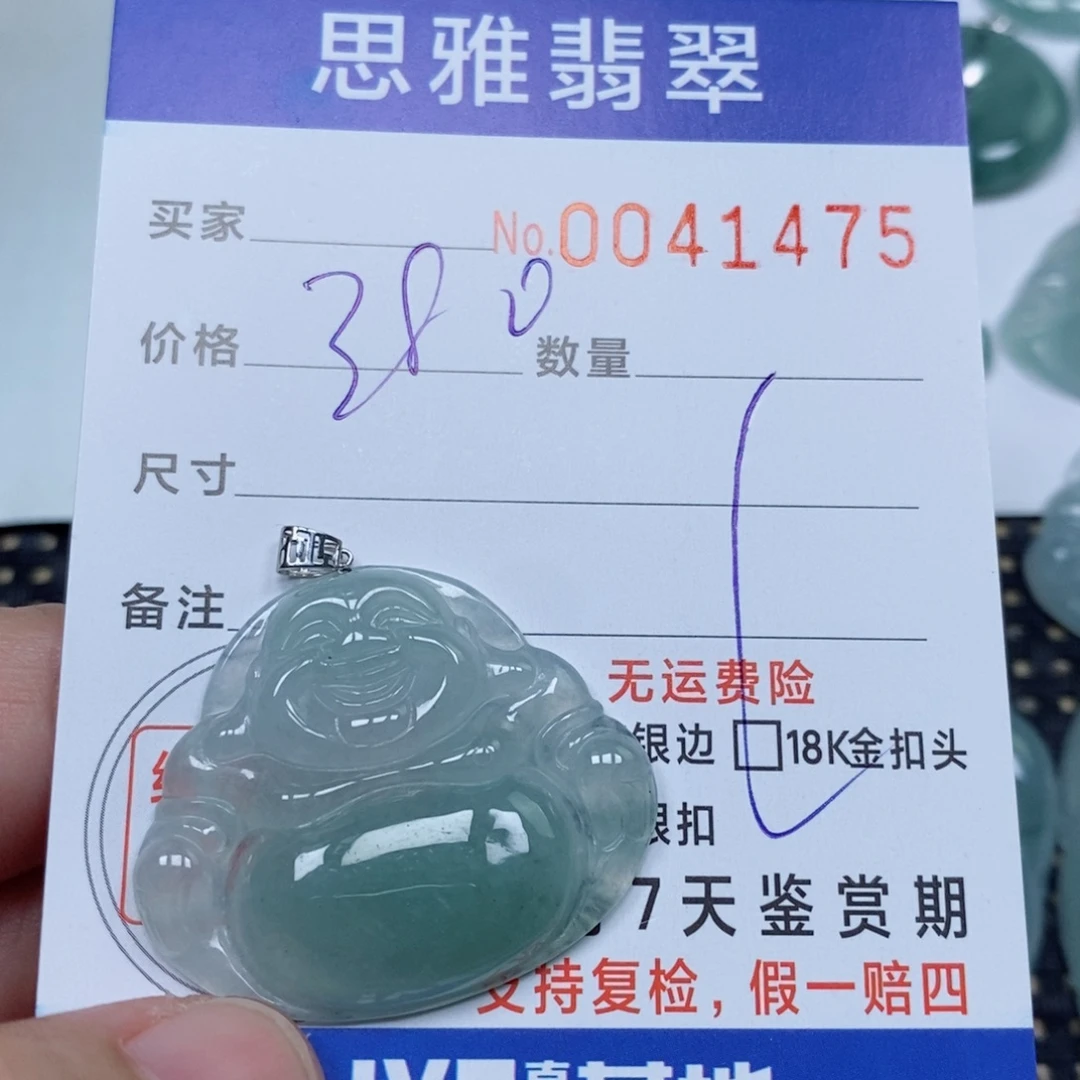 思雅翡翠
买家 No.0041475
价格 380 数量
尺寸
备注
无运费险
银边 □18K金扣头
银扣
7天鉴赏期
支持复检，假一赔四